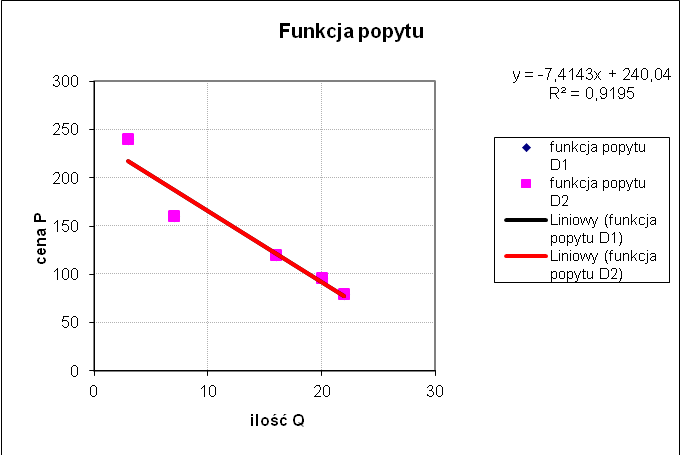 Funkcja popytu
y = -7,4143x + 240,04
R² = 0,9195
300
250
200
150
100
50
0
cena P
0 10 20 30
ilość Q
funkcja popytu
D1
funkcja popytu
D2
Liniowy (funkcja
popytu D1)
Liniowy (funkcja
popytu D2)